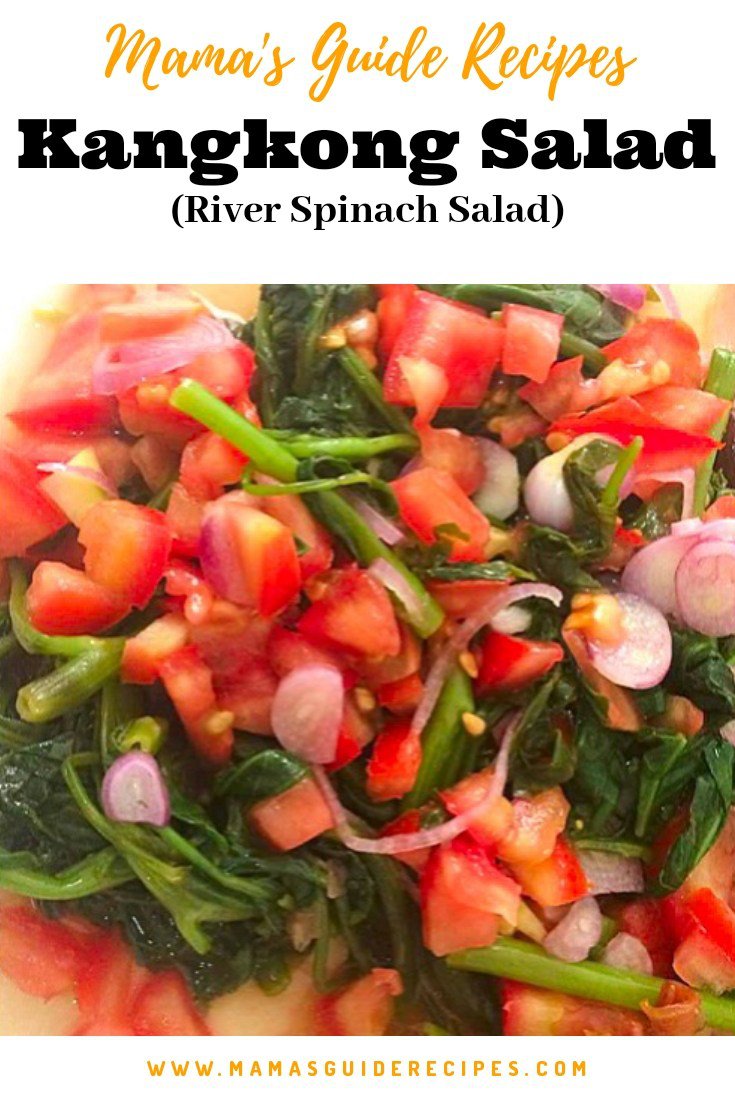 Mama's Guide Recipes
Kangkong Salad
(River Spinach Salad)
WWW.MAMASGUIDERECIPES.COM